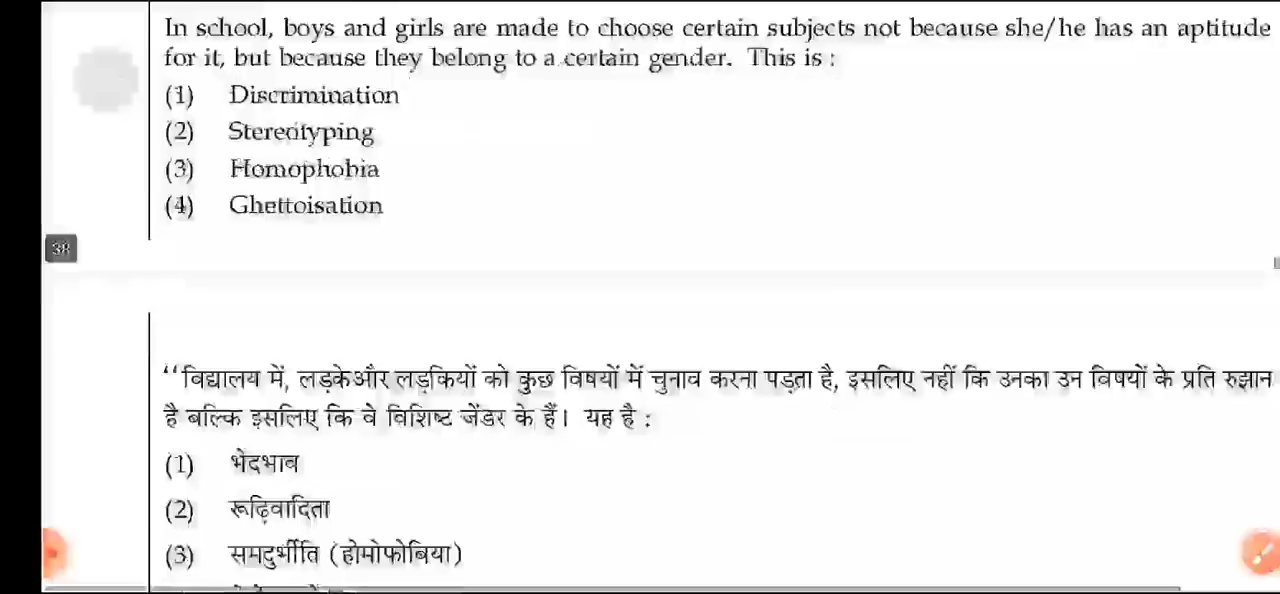 In school, boys and girls are made to choose certain subjects not because she/he has an aptitude
for it, but because they belong to a certain gender. This is :
(1) Discrimination
(2) Stereotyping
(3) Homophobia
(4) Ghettoisation
38
‘‘विद्यालय में, लड़केऔर लड़कियों को कुछ विषयों में चुनाव करना पड़ता है, इसलिए नहीं कि उनका उन विषयों के प्रति रुझान
है बल्कि इसलिए कि वे विशिष्ट जेंडर के हैं। यह है :
(1) भेदभाव
(2) रूढ़िवादिता
(3) समदुर्भीति (होमोफोबिया)